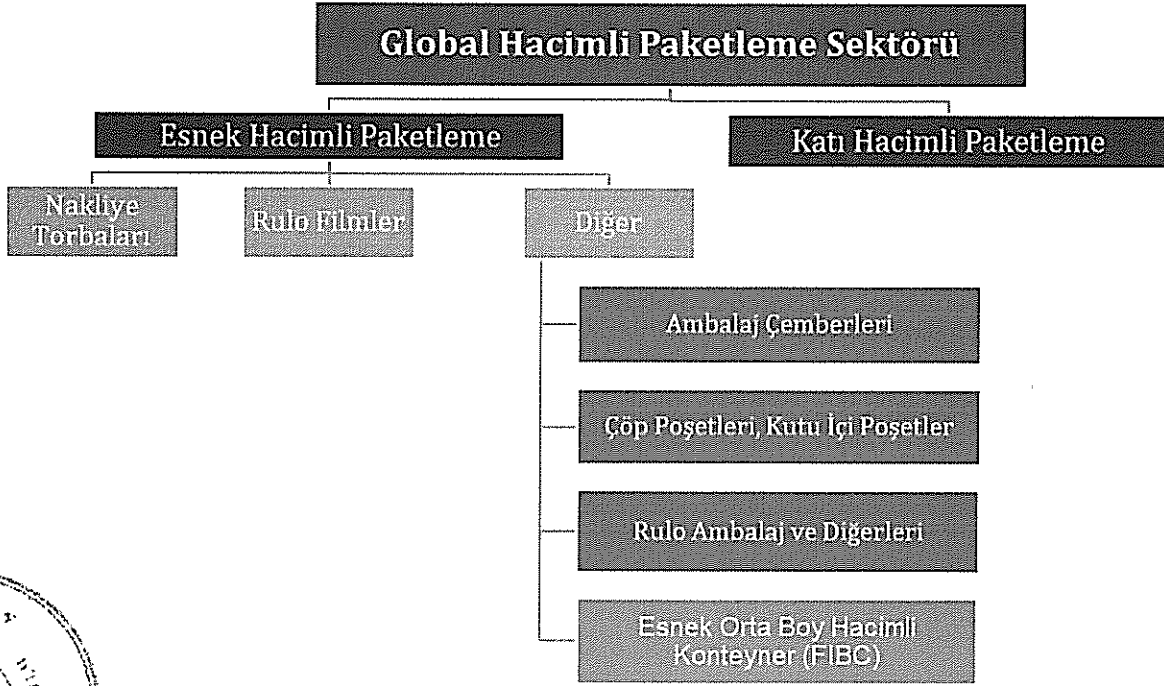 Global Hacimli Paketleme Sektörü
Esnek Hacimli Paketleme
Katı Hacimli Paketleme
Nakliye
Torbaları
Rulo Filmler
Diğer
Ambalaj Çemberleri
Çöp Poşetleri, Kutu İçi Poşetler
Rulo Ambalaj ve Diğerleri
Esnek Orta Boy Hacimli
Konteyner (FIBC)